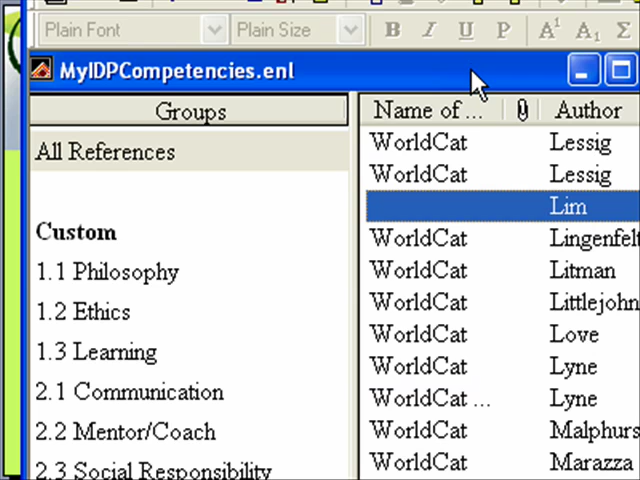 Plain Font Plain Size B I U P A¹ A₁ Σ
MyIDPCompetencies.enl
Groups
All References
Custom
1.1 Philosophy
1.2 Ethics
1.3 Learning
2.1 Communication
2.2 Mentor/Coach
2.3 Social Responsibility
Name of ... Author
WorldCat Lessig
WorldCat Lessig
Lim
WorldCat Lingenfelt
WorldCat Litman
WorldCat Littlejohn
WorldCat Love
WorldCat Lyne
WorldCat ... Lyne
WorldCat Malphurs
WorldCat Marazza